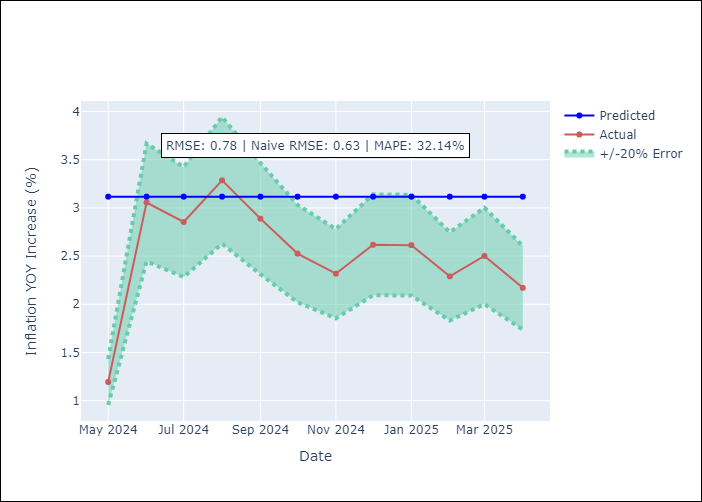 4
3.5
3
2.5
2
1.5
1
Inflation YOY Increase (%)
RMSE: 0.78 | Naive RMSE: 0.63 | MAPE: 32.14%
May 2024
Jul 2024
Sep 2024
Nov 2024
Jan 2025
Mar 2025
Date
Predicted
Actual
+/-20% Error